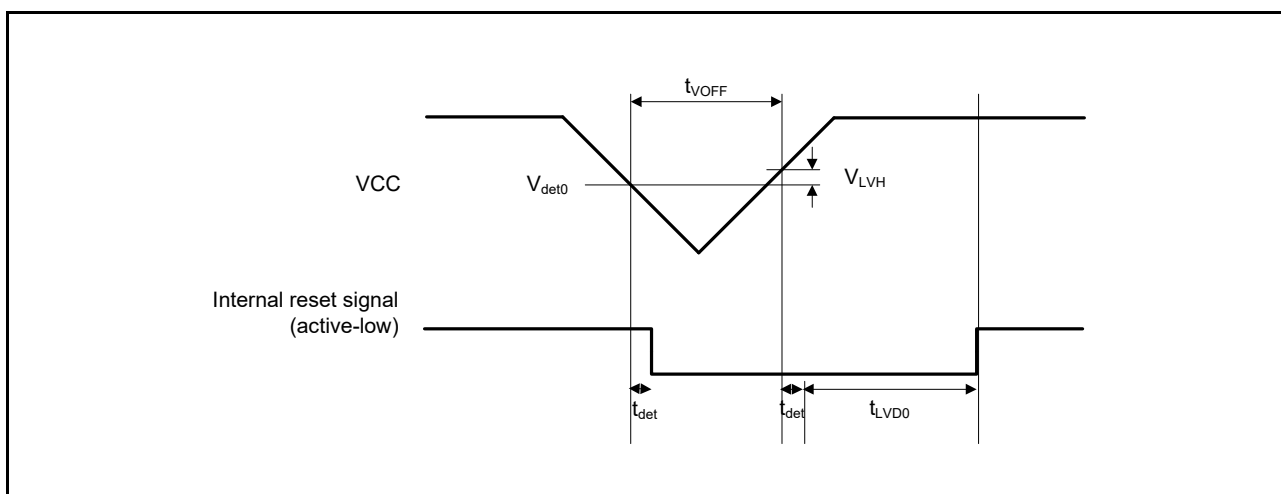 tVOFF
VCC
Vdet0
VLVH
Internal reset signal
(active-low)
tdet
tdet
tLVD0